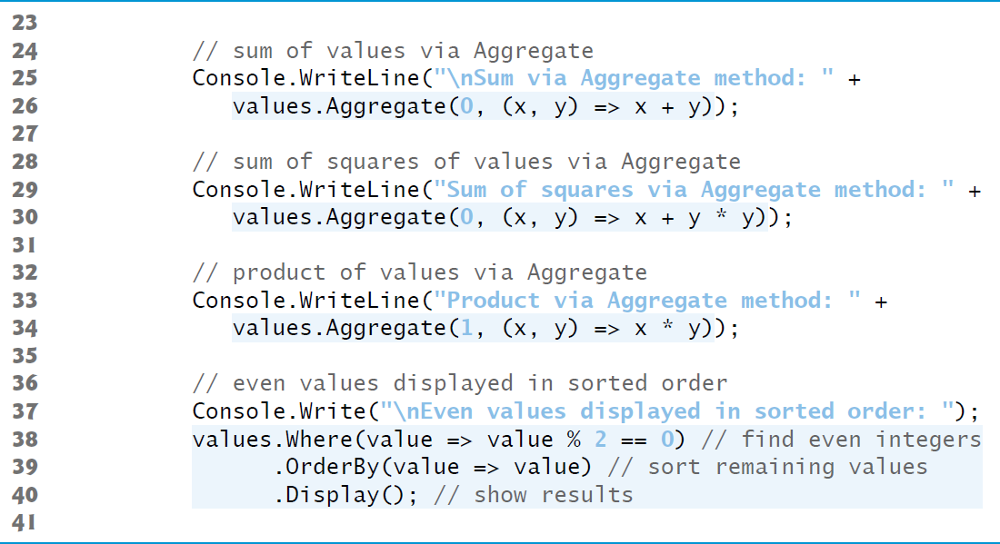 23
24 // sum of values via Aggregate
25 Console.WriteLine("\nSum via Aggregate method: " +
26 values.Aggregate(0, (x, y) => x + y));
27
28 // sum of squares of values via Aggregate
29 Console.WriteLine("Sum of squares via Aggregate method: " +
30 values.Aggregate(0, (x, y) => x + y * y));
31
32 // product of values via Aggregate
33 Console.WriteLine("Product via Aggregate method: " +
34 values.Aggregate(1, (x, y) => x * y));
35
36 // even values displayed in sorted order
37 Console.Write("\nEven values displayed in sorted order: ");
38 values.Where(value => value % 2 == 0) // find even integers
39 .OrderBy(value => value) // sort remaining values
40 .Display(); // show results
41